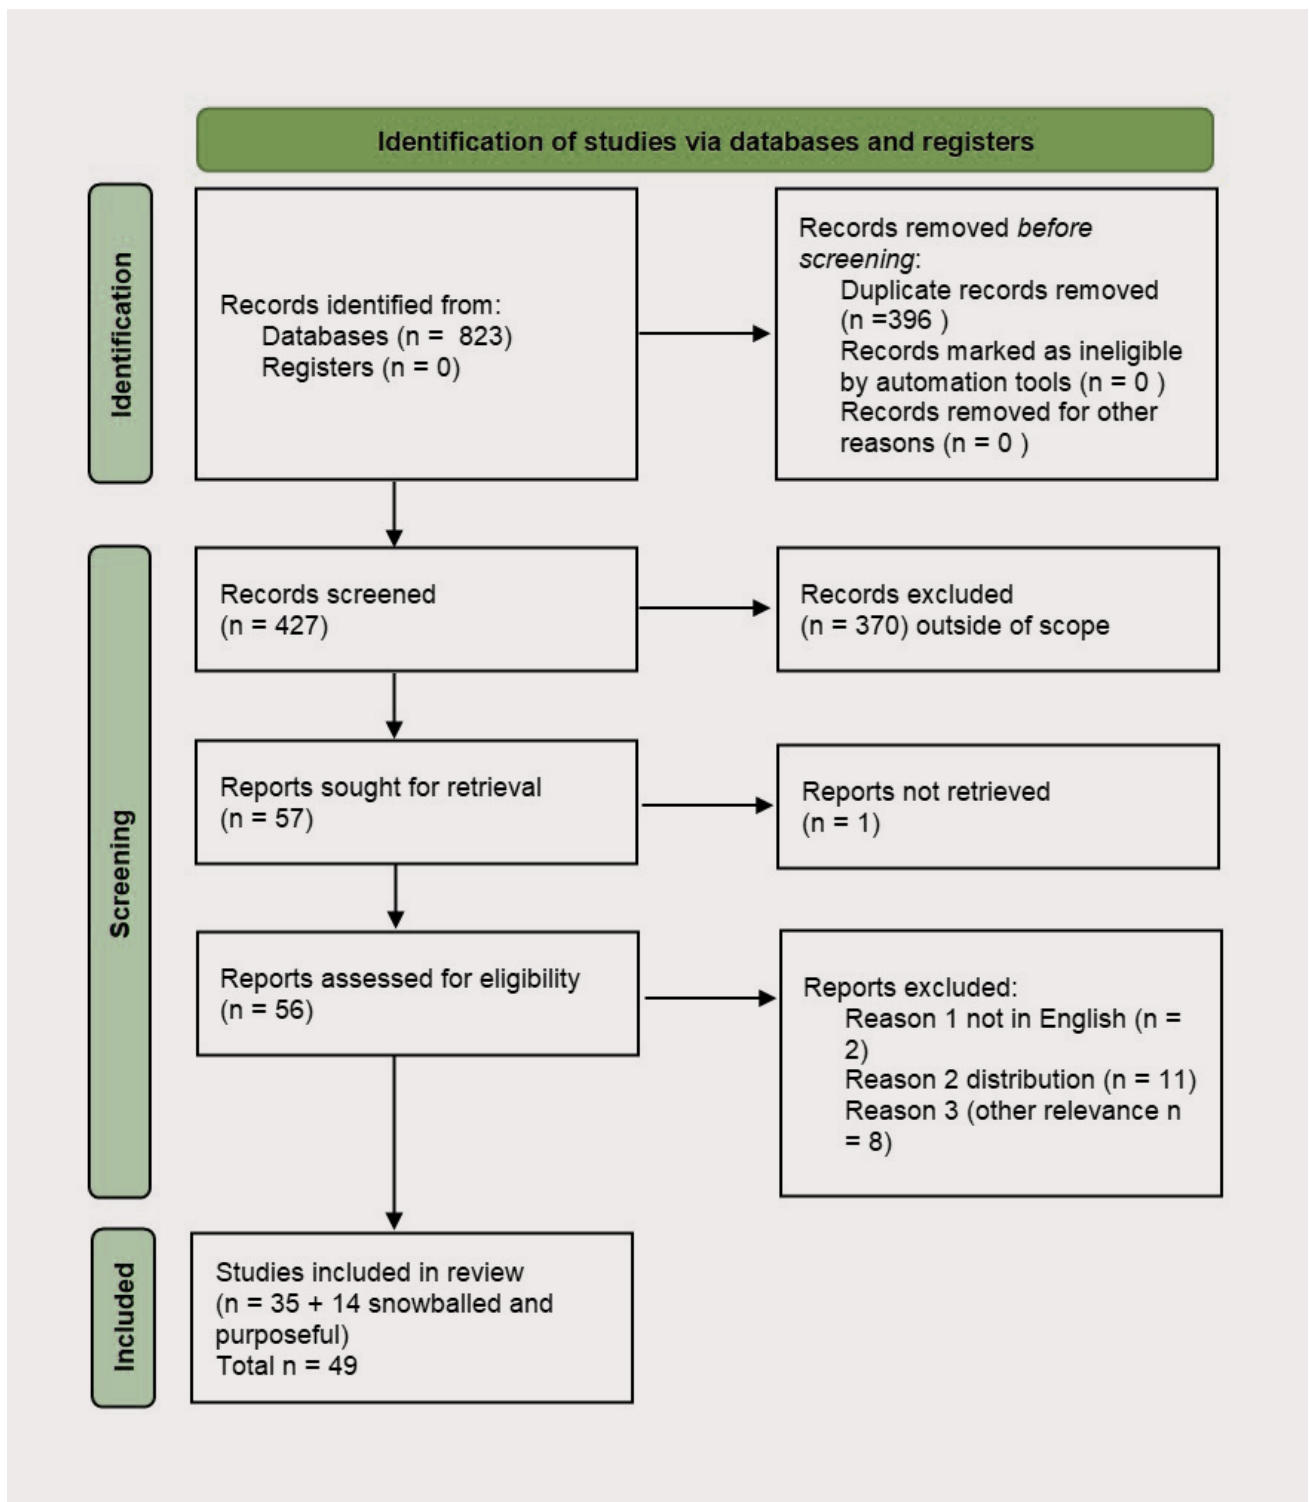 Identification of studies via databases and registers
Identification
Records identified from:
Databases (n =  823)
Registers (n = 0)
Records removed before
screening:
Duplicate records removed
(n =396 )
Records marked as ineligible
by automation tools (n = 0 )
Records removed for other
reasons (n = 0 )
Screening
Records screened
(n = 427)
Records excluded
(n = 370) outside of scope
Reports sought for retrieval
(n = 57)
Reports not retrieved
(n = 1)
Reports assessed for eligibility
(n = 56)
Reports excluded:
Reason 1 not in English (n =
2)
Reason 2 distribution (n = 11)
Reason 3 (other relevance n
= 8)
Included
Studies included in review
(n = 35 + 14 snowballed and
purposeful)
Total n = 49